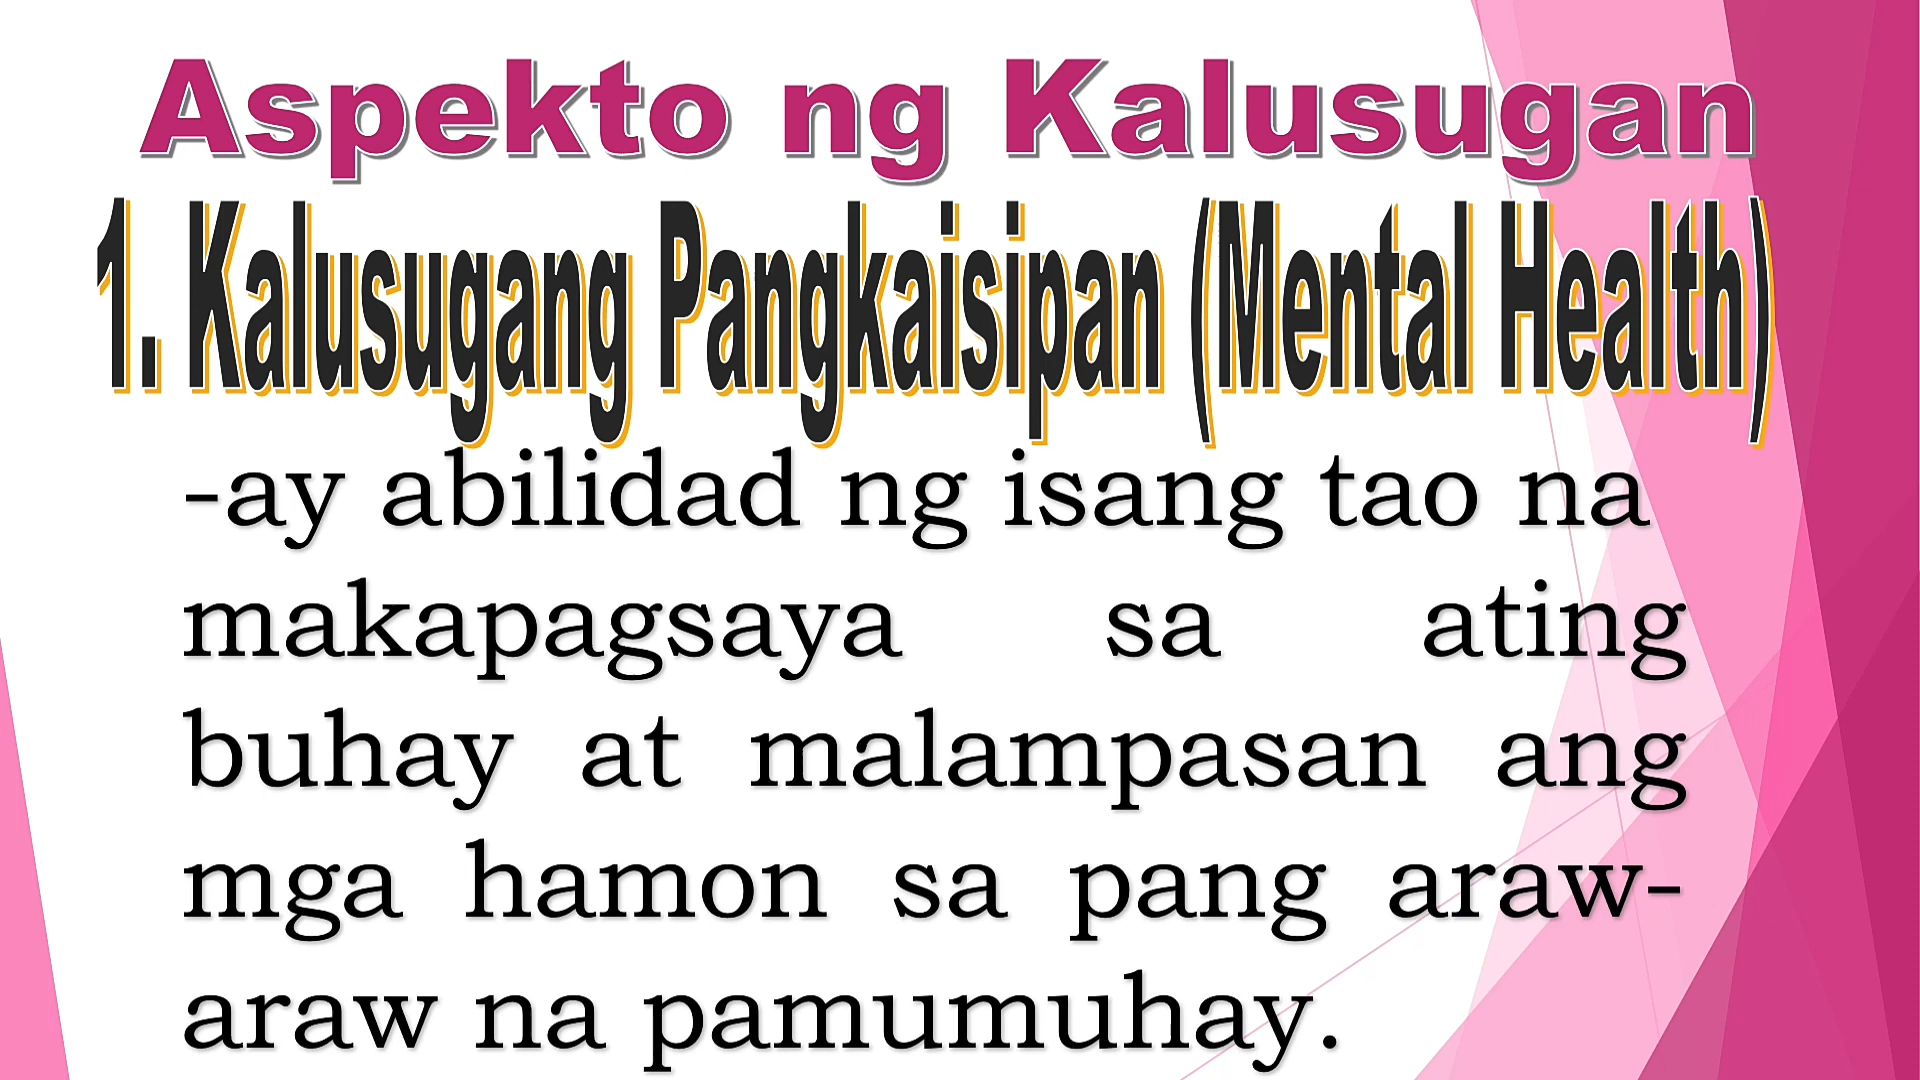 Aspekto ng Kalusugan
1. Kalusugang Pangkaisipan (Mental Health)
-ay abilidad ng isang tao na
makapagsaya sa ating
buhay at malampasan ang
mga hamon sa pang araw-
araw na pamumuhay.